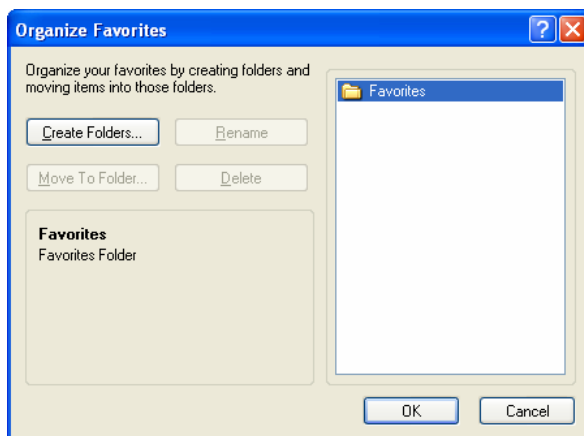 Organize Favorites
Organize your favorites by creating folders and
moving items into those folders.
Favorites
Create Folders...
Rename
Move To Folder...
Delete
Favorites
Favorites Folder
OK
Cancel